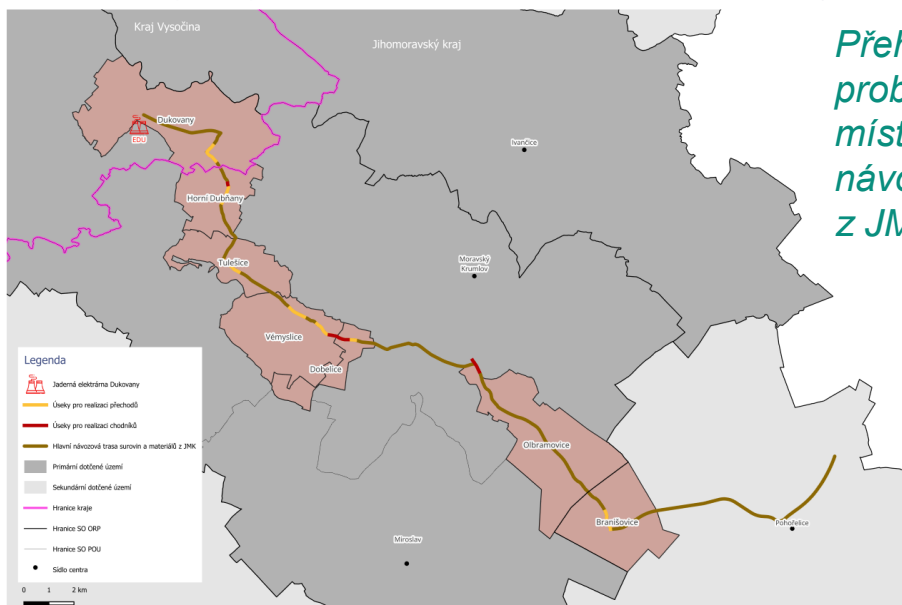 Kraj Vysočina
Jihomoravský kraj
Dukovany
EDU
Ivančice
Horní Dubňany
Tulešice
Moravský
Krumlov
Vémyslice
Dobelice
Olbramovice
Branišovice
Pohořelice
Miroslav
Legenda
Jaderná elektrárna Dukovany
Úseky pro realizaci přechodů
Úseky pro realizaci chodníků
Hlavní návozová trasa surovin a materiálů z JMK
Primární dotčené území
Sekundární dotčené území
Hranice kraje
Hranice SO ORP
Hranice SO POU
Sídlo centra
0 1 2 km
Přeh
prob
míst
návo
z JM